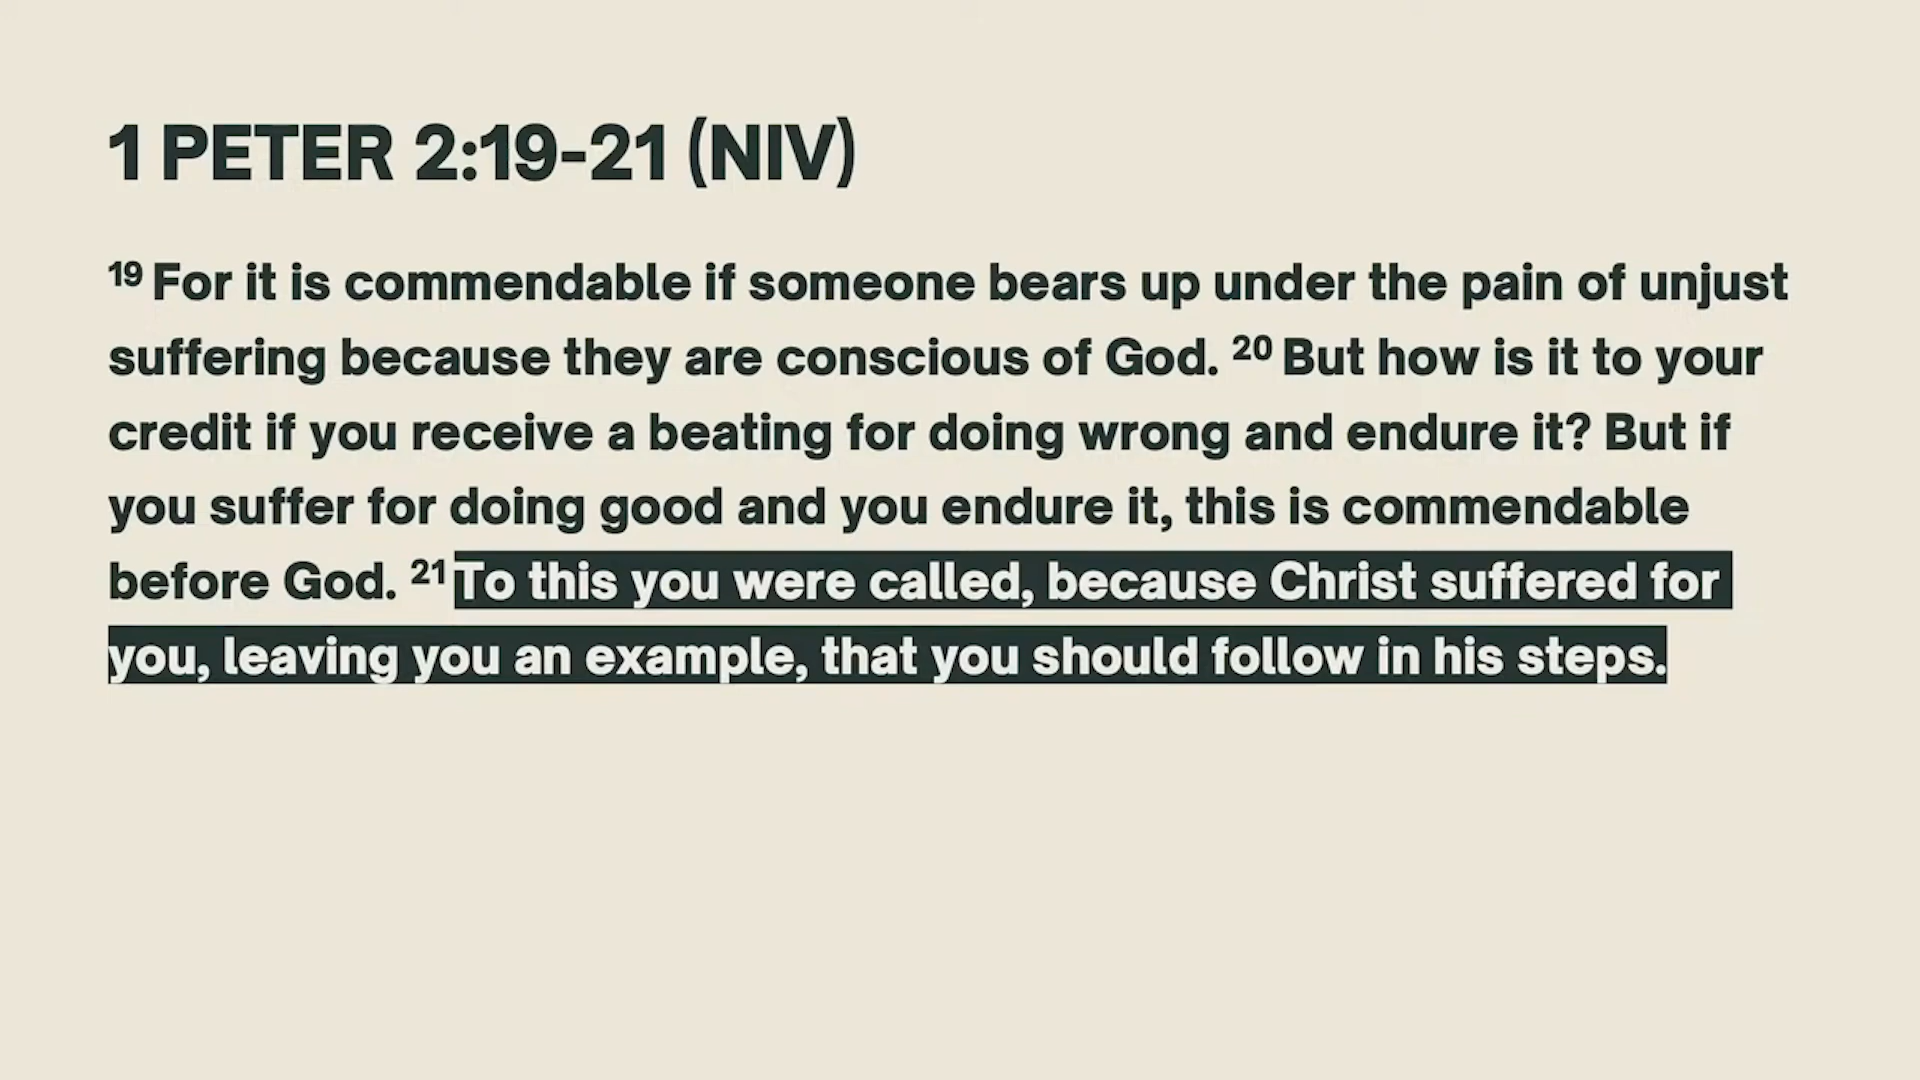 1 PETER 2:19-21 (NIV)
19 For it is commendable if someone bears up under the pain of unjust
suffering because they are conscious of God. 20 But how is it to your
credit if you receive a beating for doing wrong and endure it? But if
you suffer for doing good and you endure it, this is commendable
before God. 21 To this you were called, because Christ suffered for
you, leaving you an example, that you should follow in his steps.